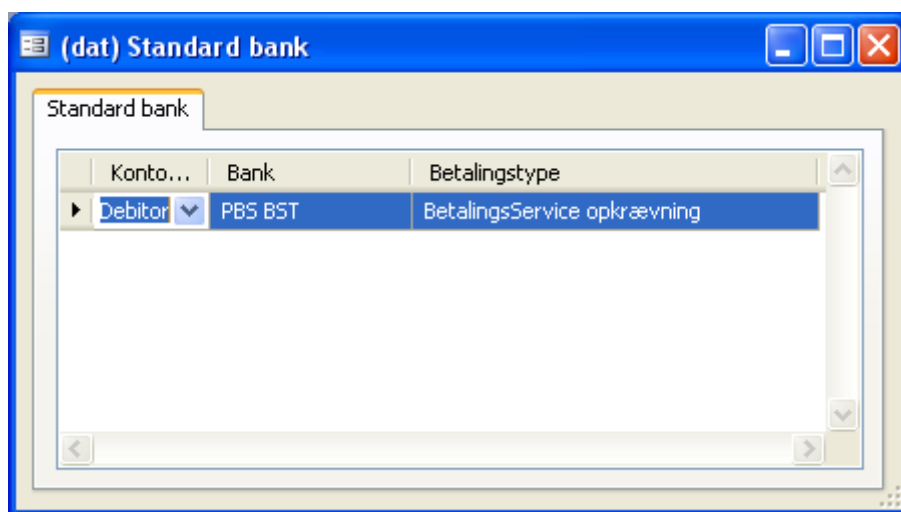 (dat) Standard bank
Standard bank
Konto... Bank Betalingstype
Debitor PBS BST BetalingsService opkrævning